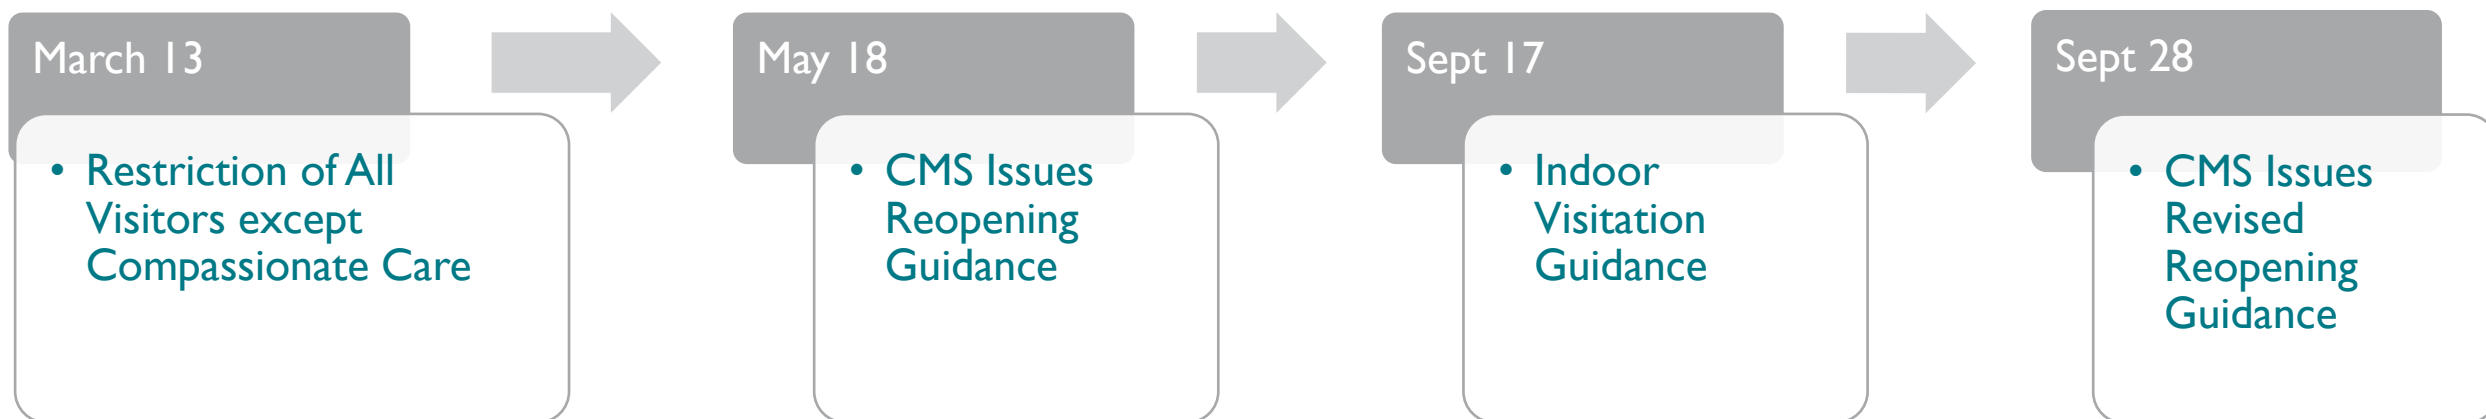 March 13
• Restriction of All
Visitors except
Compassionate Care
May 18
• CMS Issues
Reopening
Guidance
Sept 17
• Indoor
Visitation
Guidance
Sept 28
• CMS Issues
Revised
Reopening
Guidance